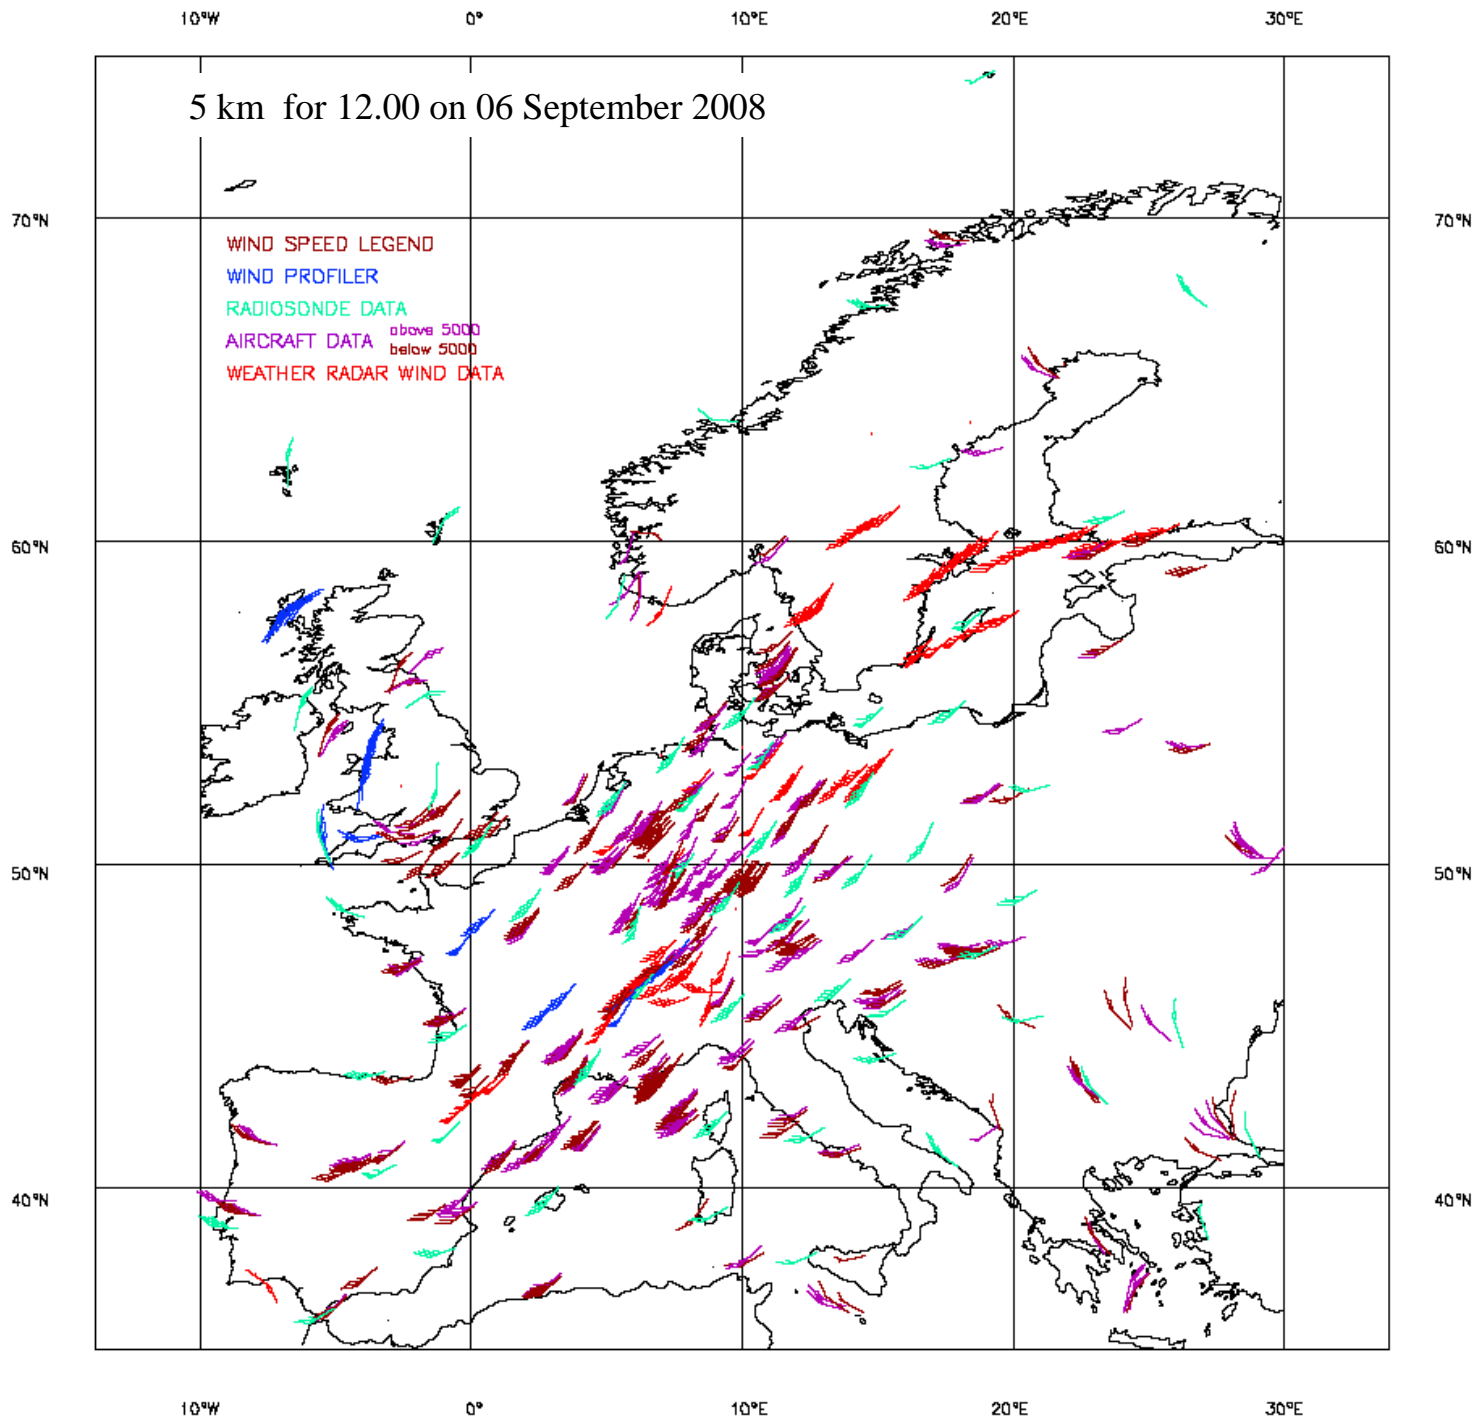 10°W 0° 10°E 20°E 30°E
5 km for 12.00 on 06 September 2008
70°N 70°N
WIND SPEED LEGEND
WIND PROFILER
RADIOSONDE DATA
AIRCRAFT DATA above 5000
below 5000
WEATHER RADAR WIND DATA
60°N 60°N
50°N 50°N
40°N 40°N
10°W 0° 10°E 20°E 30°E